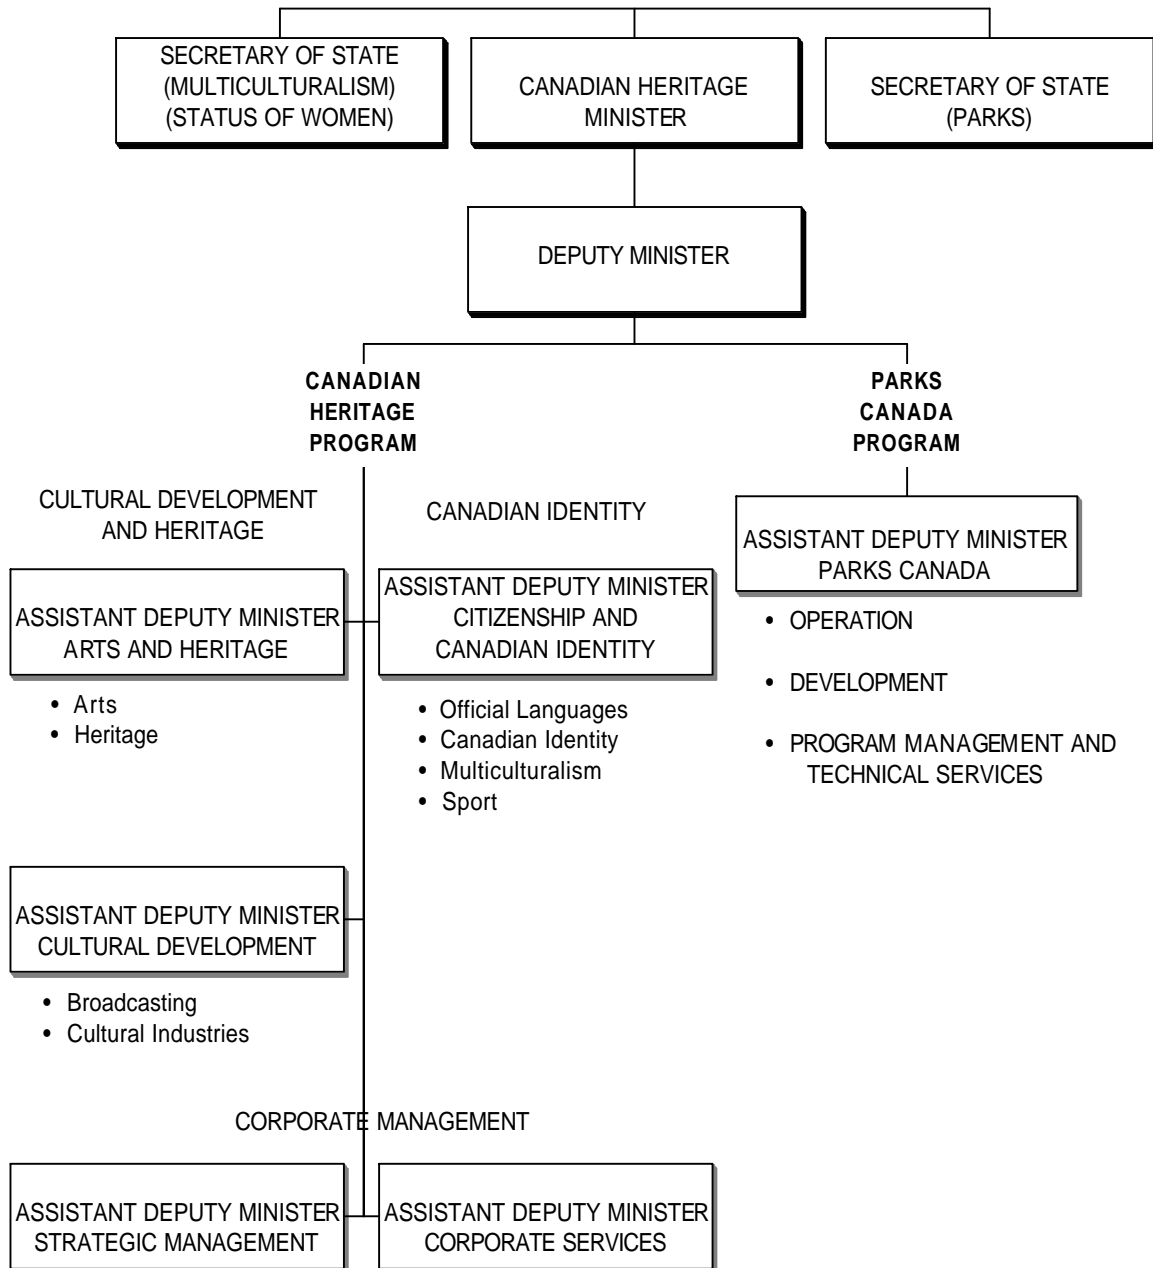 SECRETARY OF STATE
(MULTICULTURALISM)
(STATUS OF WOMEN)
CANADIAN HERITAGE
MINISTER
SECRETARY OF STATE
(PARKS)
DEPUTY MINISTER
CANADIAN
HERITAGE
PROGRAM
PARKS
CANADA
PROGRAM
CULTURAL DEVELOPMENT
AND HERITAGE
CANADIAN IDENTITY
ASSISTANT DEPUTY MINISTER
ARTS AND HERITAGE
• Arts
• Heritage
ASSISTANT DEPUTY MINISTER
CITIZENSHIP AND
CANADIAN IDENTITY
• Official Languages
• Canadian Identity
• Multiculturalism
• Sport
ASSISTANT DEPUTY MINISTER
PARKS CANADA
• OPERATION
• DEVELOPMENT
• PROGRAM MANAGEMENT AND
TECHNICAL SERVICES
ASSISTANT DEPUTY MINISTER
CULTURAL DEVELOPMENT
• Broadcasting
• Cultural Industries
CORPORATE MANAGEMENT
ASSISTANT DEPUTY MINISTER
STRATEGIC MANAGEMENT
ASSISTANT DEPUTY MINISTER
CORPORATE SERVICES